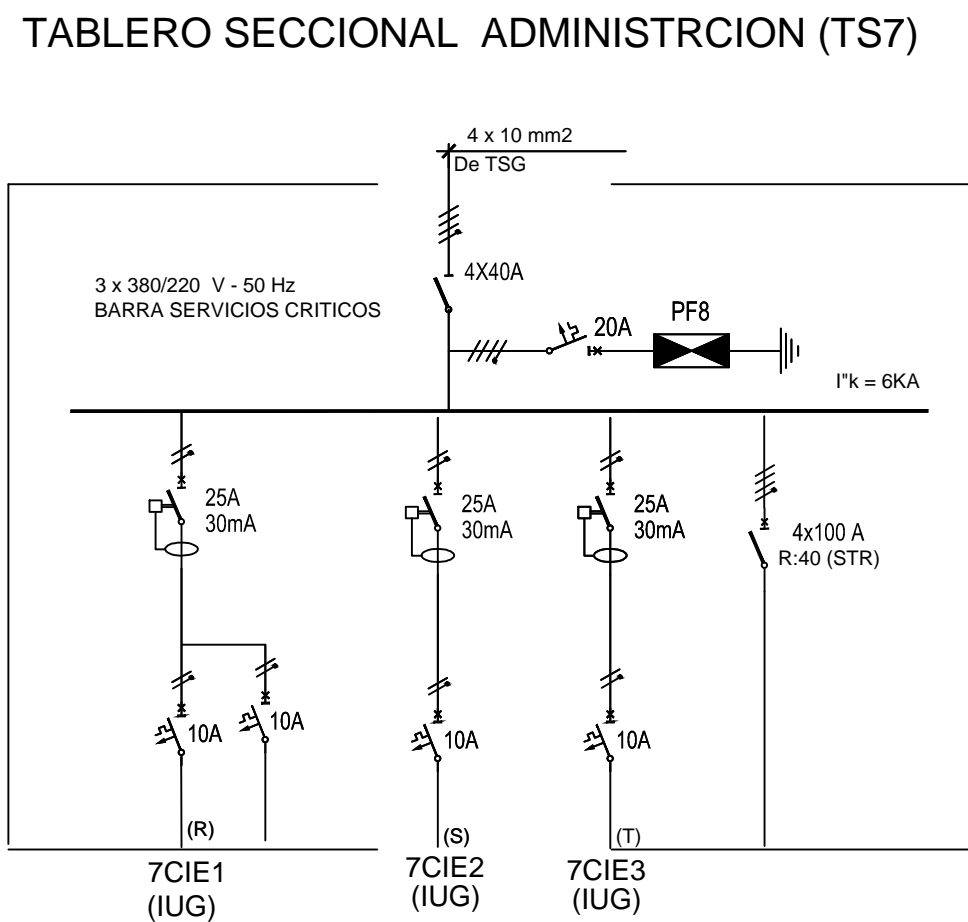 TABLERO SECCIONAL ADMINISTRCION (TS7)
4 x 10 mm2
De TSG
4X40A
3 x 380/220 V - 50 Hz
BARRA SERVICIOS CRITICOS
20A
PF8
I"k = 6KA
25A
30mA
25A
30mA
25A
30mA
4x100 A
R:40 (STR)
10A
10A
10A
10A
(R)
(S)
(T)
7CIE1
(IUG)
7CIE2
(IUG)
7CIE3
(IUG)